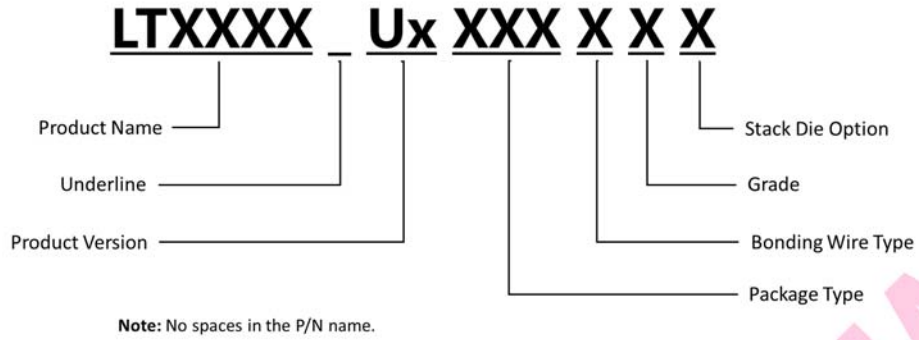 LTXXXX _ Ux XXX X X X
Product Name
Stack Die Option
Underline
Grade
Product Version
Bonding Wire Type
Package Type
Note: No spaces in the P/N name.